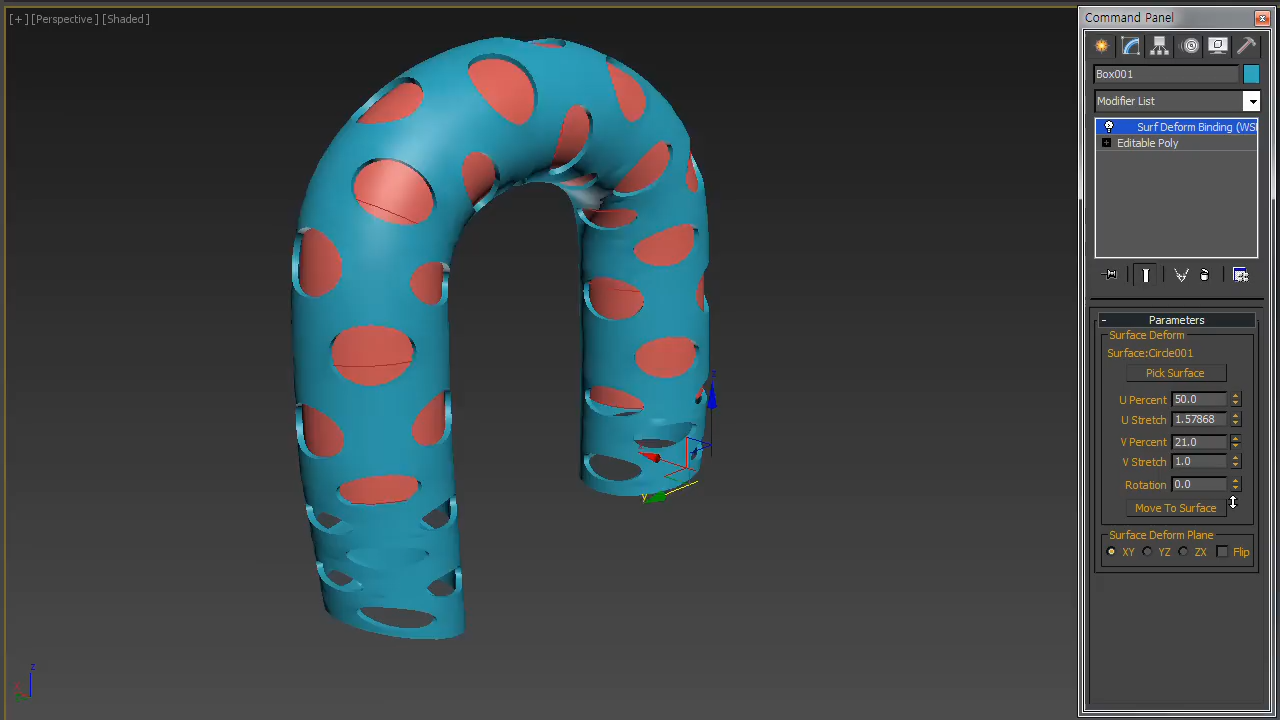 [+] [Perspective] [Shaded]
Command Panel
Box001
Modifier List
Surf Deform Binding (WS
Editable Poly
- Parameters
Surface Deform
Surface:Circle001
Pick Surface
U Percent 50.0
U Stretch 1.57868
V Percent 21.0
V Stretch 1.0
Rotation 0.0
Move To Surface
Surface Deform Plane
XY YZ ZX Flip
z
y
z
x